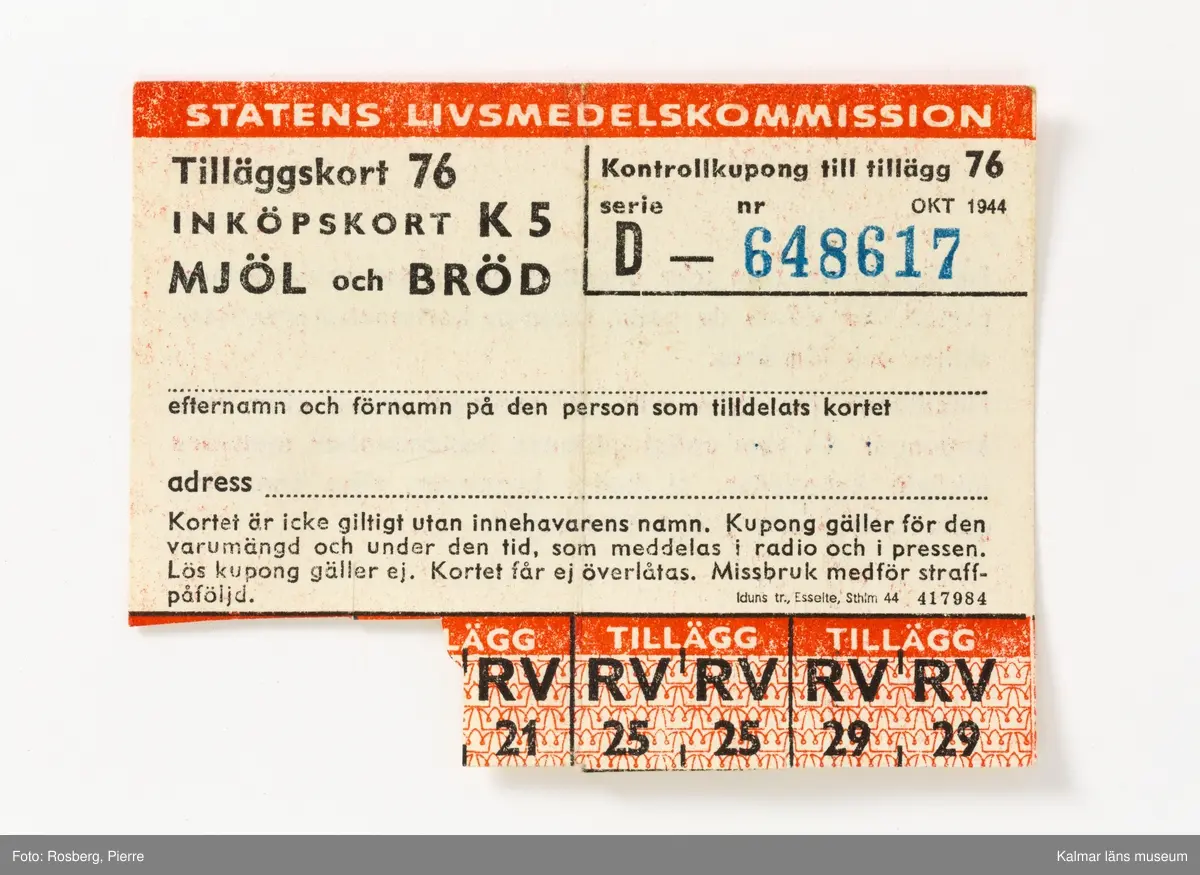 STATENS LIVSMEDELSKOMMISSION
Tilläggskort 76
INKÖPSKORT K 5
MJÖL och BRÖD
Kontrollkupong till tillägg 76
serie nr OKT 1944
D — 648617
efternamn och förnamn på den person som tilldelats kortet
adress
Kortet är icke giltigt utan innehavarens namn. Kupong gäller för den
varumängd och under den tid, som meddelas i radio och i pressen.
Lös kupong gäller ej. Kortet får ej överlåtas. Missbruk medför straff-
påföljd.
Iduns tr., Esselte, Sthlm 44 417984
LÄGG TILLÄGG TILLÄGG
RV RV RV RV RV
21 25 25 29 29
Foto: Rosberg, Pierre
Kalmar läns museum